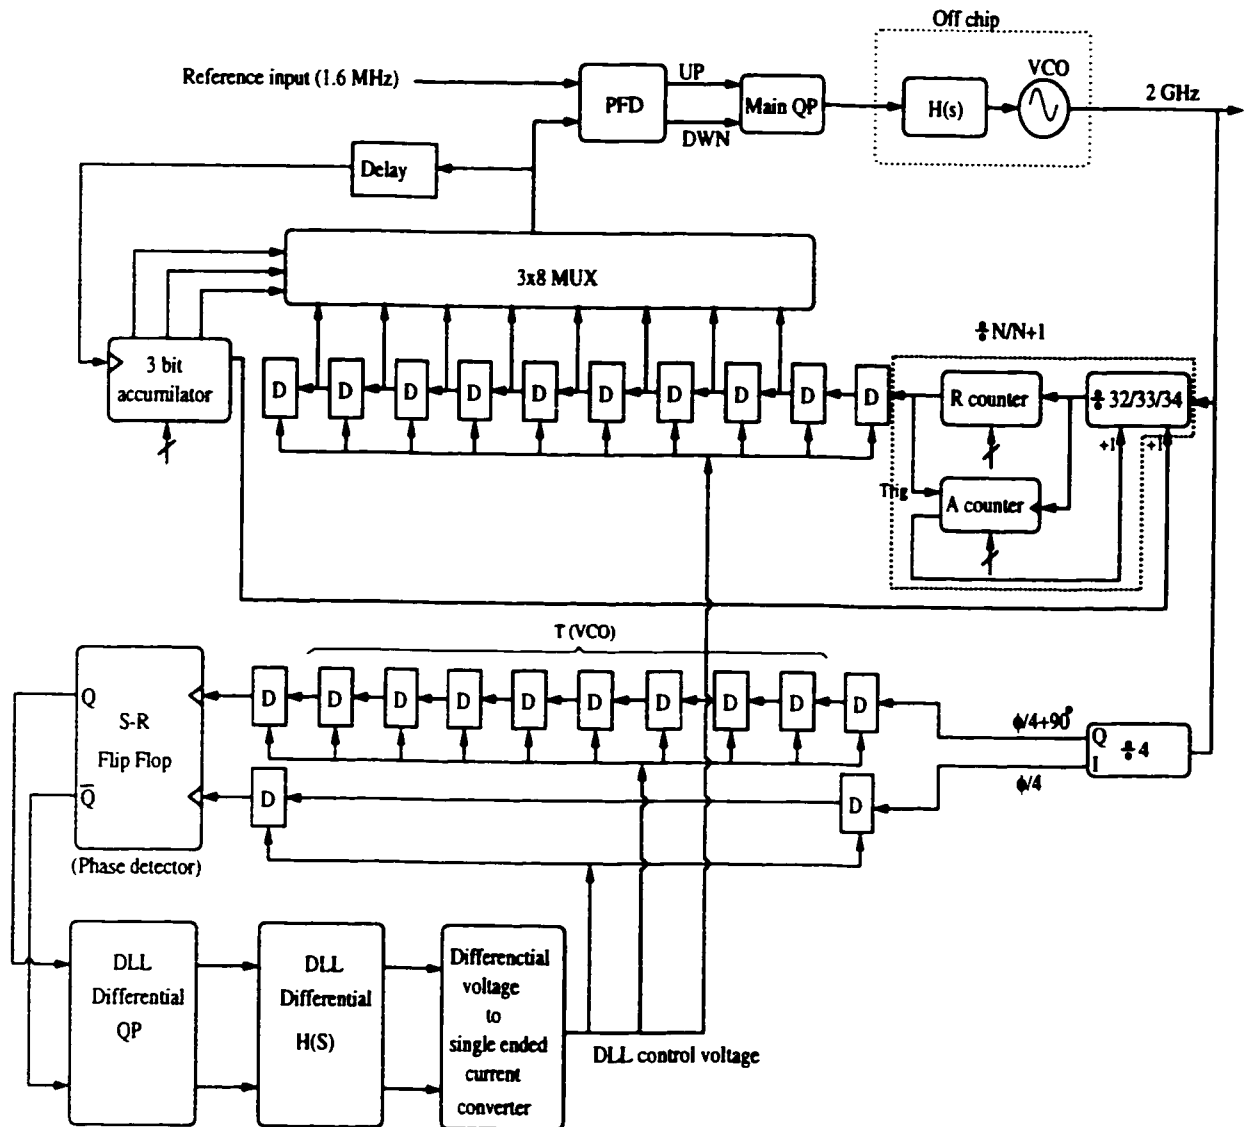 Off chip
Reference input (1.6 MHz)
PFD
UP
DWN
Main QP
H(s)
VCO
2 GHz
Delay
3x8 MUX
3 bit
accumilator
D D D D D D D D D D
÷ N/N+1
R counter
÷ 32/33/34
+1 +1
Trig
A counter
T (VCO)
Q
S-R
Flip Flop
Q̅
(Phase detector)
D D D D D D D D D D
ϕ/4+90°
Q
I
÷ 4
ϕ/4
D D
DLL
Differential
QP
DLL
Differential
H(S)
Differenctial
voltage
to
single ended
current
converter
DLL control voltage